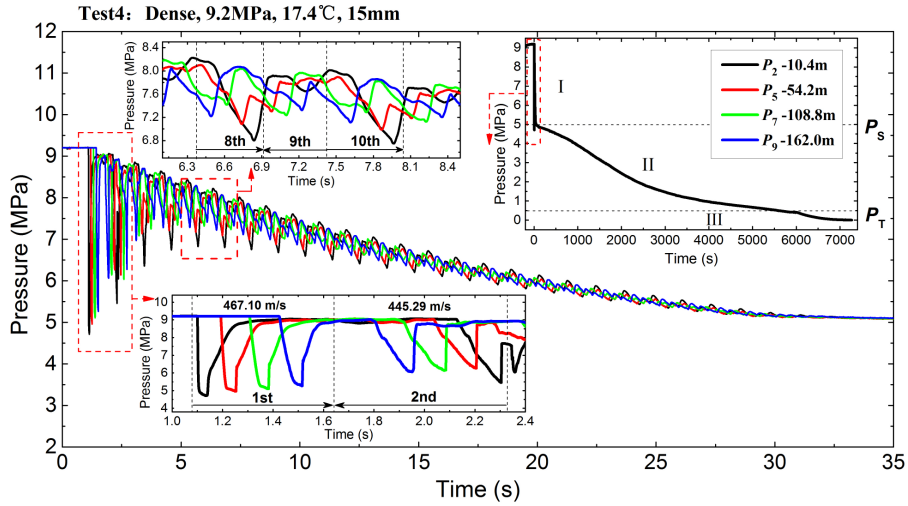 Test4: Dense, 9.2MPa, 17.4℃, 15mm
Pressure (MPa)
12
11
10
9
8
7
6
5
4
3
2
0
5
10
15
20
25
30
35
Time (s)
Pressure (MPa)
8.4
8.0
7.6
7.2
6.8
8th
9th
10th
6.3
6.6
6.9
7.2
7.5
7.8
8.1
8.4
Time (s)
Pressure (MPa)
9
8
7
6
5
4
3
2
1
0
I
II
III
P2 -10.4m
P5 -54.2m
P7 -108.8m
P9 -162.0m
PS
PT
0
1000
2000
3000
4000
5000
6000
7000
Time (s)
467.10 m/s
445.29 m/s
Pressure (MPa)
10
9
8
7
6
5
4
1st
2nd
1.0
1.2
1.4
1.6
1.8
2.0
2.2
2.4
Time (s)